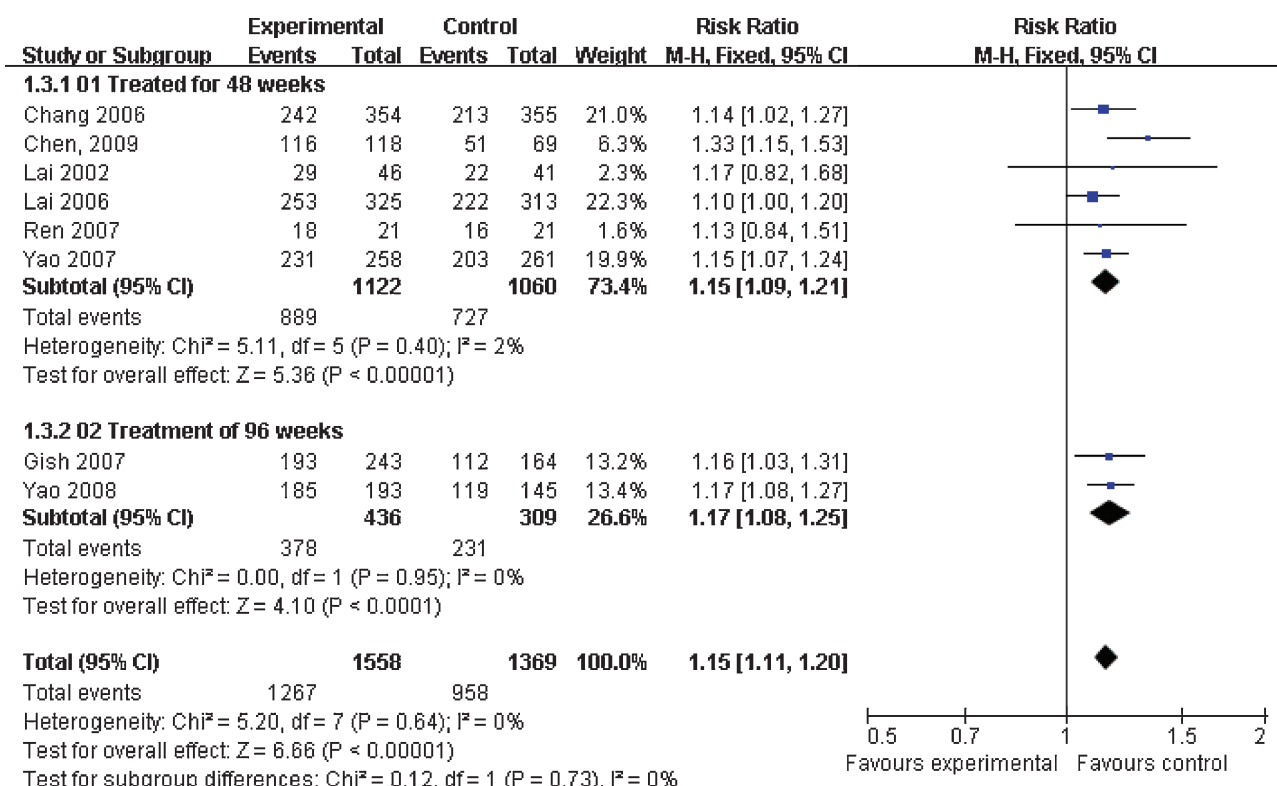 Experimental Control Risk Ratio Risk Ratio
Study or Subgroup Events Total Events Total Weight M-H, Fixed, 95% CI M-H, Fixed, 95% CI
1.3.1 01 Treated for 48 weeks
Chang 2006 242 354 213 355 21.0% 1.14 [1.02, 1.27]
Chen, 2009 116 118 51 69 6.3% 1.33 [1.15, 1.53]
Lai 2002 29 46 22 41 2.3% 1.17 [0.82, 1.68]
Lai 2006 253 325 222 313 22.3% 1.10 [1.00, 1.20]
Ren 2007 18 21 16 21 1.6% 1.13 [0.84, 1.51]
Yao 2007 231 258 203 261 19.9% 1.15 [1.07, 1.24]
Subtotal (95% CI) 1122 1060 73.4% 1.15 [1.09, 1.21]
Total events 889 727
Heterogeneity: Chi² = 5.11, df = 5 (P = 0.40); I² = 2%
Test for overall effect: Z = 5.36 (P < 0.00001)
1.3.2 02 Treatment of 96 weeks
Gish 2007 193 243 112 164 13.2% 1.16 [1.03, 1.31]
Yao 2008 185 193 119 145 13.4% 1.17 [1.08, 1.27]
Subtotal (95% CI) 436 309 26.6% 1.17 [1.08, 1.25]
Total events 378 231
Heterogeneity: Chi² = 0.00, df = 1 (P = 0.95); I² = 0%
Test for overall effect: Z = 4.10 (P < 0.0001)
Total (95% CI) 1558 1369 100.0% 1.15 [1.11, 1.20]
Total events 1267 958
Heterogeneity: Chi² = 5.20, df = 7 (P = 0.64); I² = 0%
Test for overall effect: Z = 6.66 (P < 0.00001)
Test for subgroup differences: Chi² = 0.12, df = 1 (P = 0.73), I² = 0%
0.5 0.7 1 1.5 2
Favours experimental Favours control